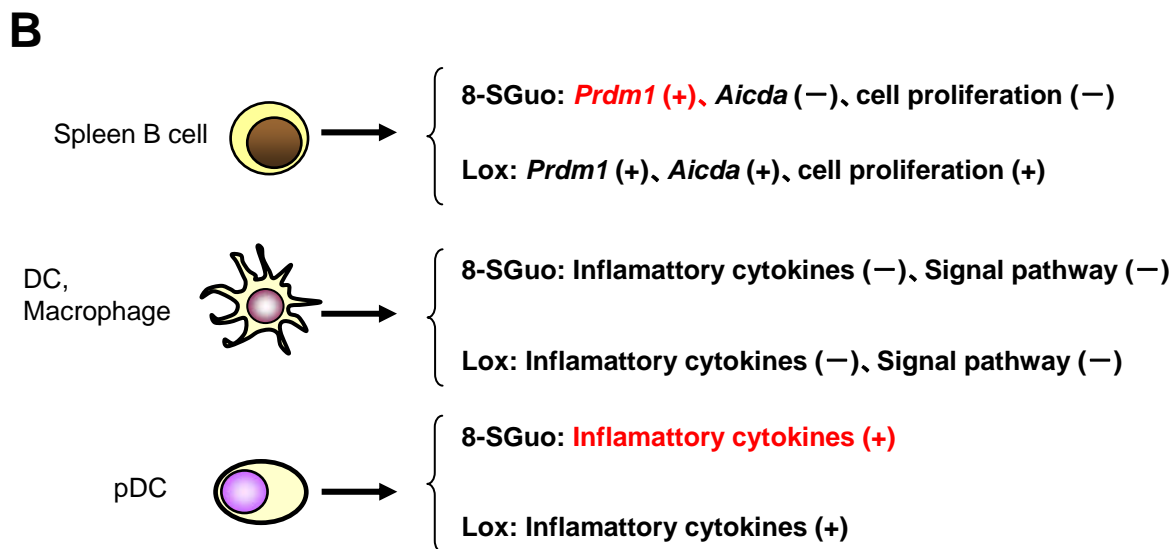 B
Spleen B cell
8-SGuo: Prdm1 (+)、Aicda (－)、cell proliferation (－)
Lox: Prdm1 (+)、Aicda (+)、cell proliferation (+)
DC,
Macrophage
8-SGuo: Inflamattory cytokines (－)、Signal pathway (－)
Lox: Inflamattory cytokines (－)、Signal pathway (－)
pDC
8-SGuo: Inflamattory cytokines (+)
Lox: Inflamattory cytokines (+)